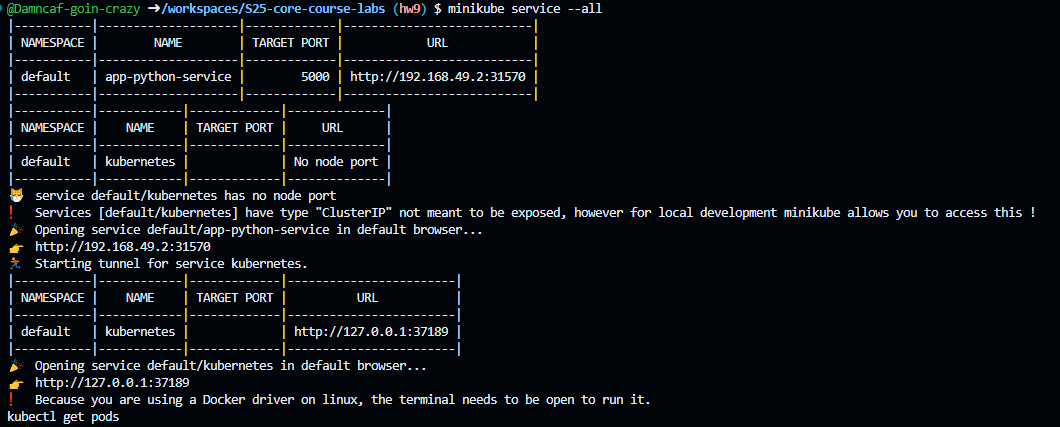 @Damncaf-goin-crazy ➜/workspaces/S25-core-course-labs (hw9) $ minikube service --all
|-----------|--------------------|-------------|---------------------------|
| NAMESPACE |        NAME        | TARGET PORT |            URL            |
|-----------|--------------------|-------------|---------------------------|
| default   | app-python-service |        5000 | http://192.168.49.2:31570 |
|-----------|--------------------|-------------|---------------------------|
|-----------|------------|-------------|--------------|
| NAMESPACE |    NAME    | TARGET PORT |     URL      |
|-----------|------------|-------------|--------------|
| default   | kubernetes |             | No node port |
|-----------|------------|-------------|--------------|
😹  service default/kubernetes has no node port
❗  Services [default/kubernetes] have type "ClusterIP" not meant to be exposed, however for local development minikube allows you to access this !
🎉  Opening service default/app-python-service in default browser...
👉  http://192.168.49.2:31570
🏃  Starting tunnel for service kubernetes.
|-----------|------------|-------------|------------------------|
| NAMESPACE |    NAME    | TARGET PORT |          URL           |
|-----------|------------|-------------|------------------------|
| default   | kubernetes |             | http://127.0.0.1:37189 |
|-----------|------------|-------------|------------------------|
🎉  Opening service default/kubernetes in default browser...
👉  http://127.0.0.1:37189
❗  Because you are using a Docker driver on linux, the terminal needs to be open to run it.
kubectl get pods